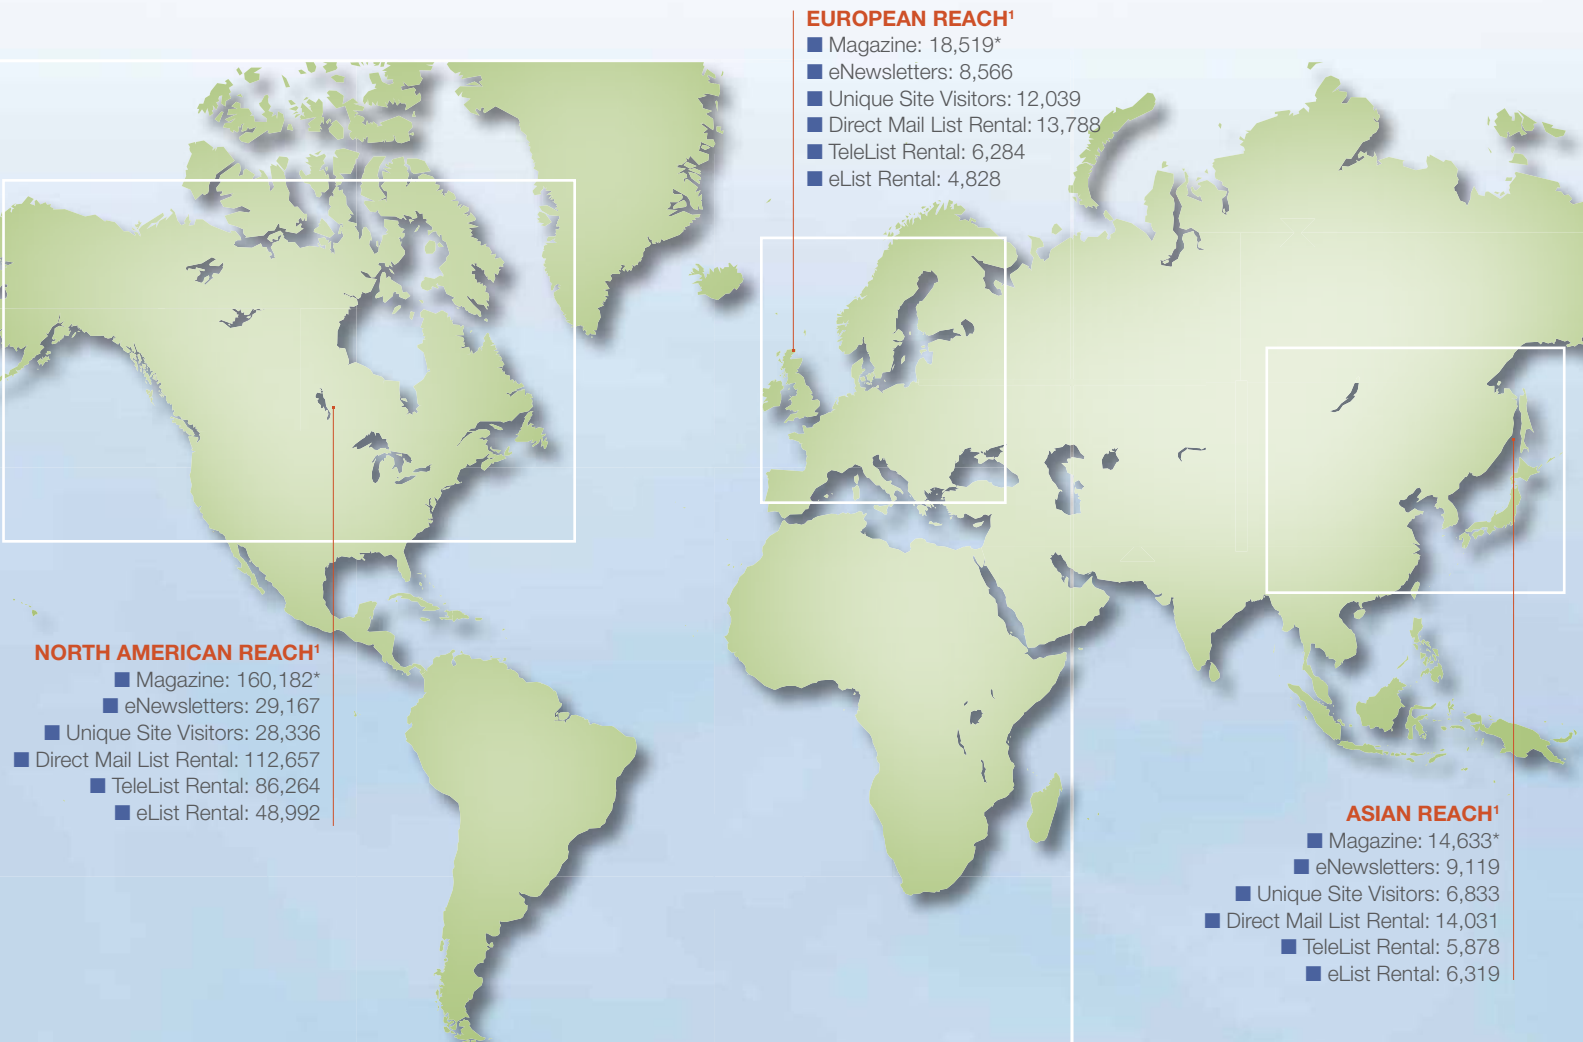 EUROPEAN REACH¹
■ Magazine: 18,519*
■ eNewsletters: 8,566
■ Unique Site Visitors: 12,039
■ Direct Mail List Rental: 13,788
■ TeleList Rental: 6,284
■ eList Rental: 4,828
NORTH AMERICAN REACH¹
■ Magazine: 160,182*
■ eNewsletters: 29,167
■ Unique Site Visitors: 28,336
■ Direct Mail List Rental: 112,657
■ TeleList Rental: 86,264
■ eList Rental: 48,992
ASIAN REACH¹
■ Magazine: 14,633*
■ eNewsletters: 9,119
■ Unique Site Visitors: 6,833
■ Direct Mail List Rental: 14,031
■ TeleList Rental: 5,878
■ eList Rental: 6,319